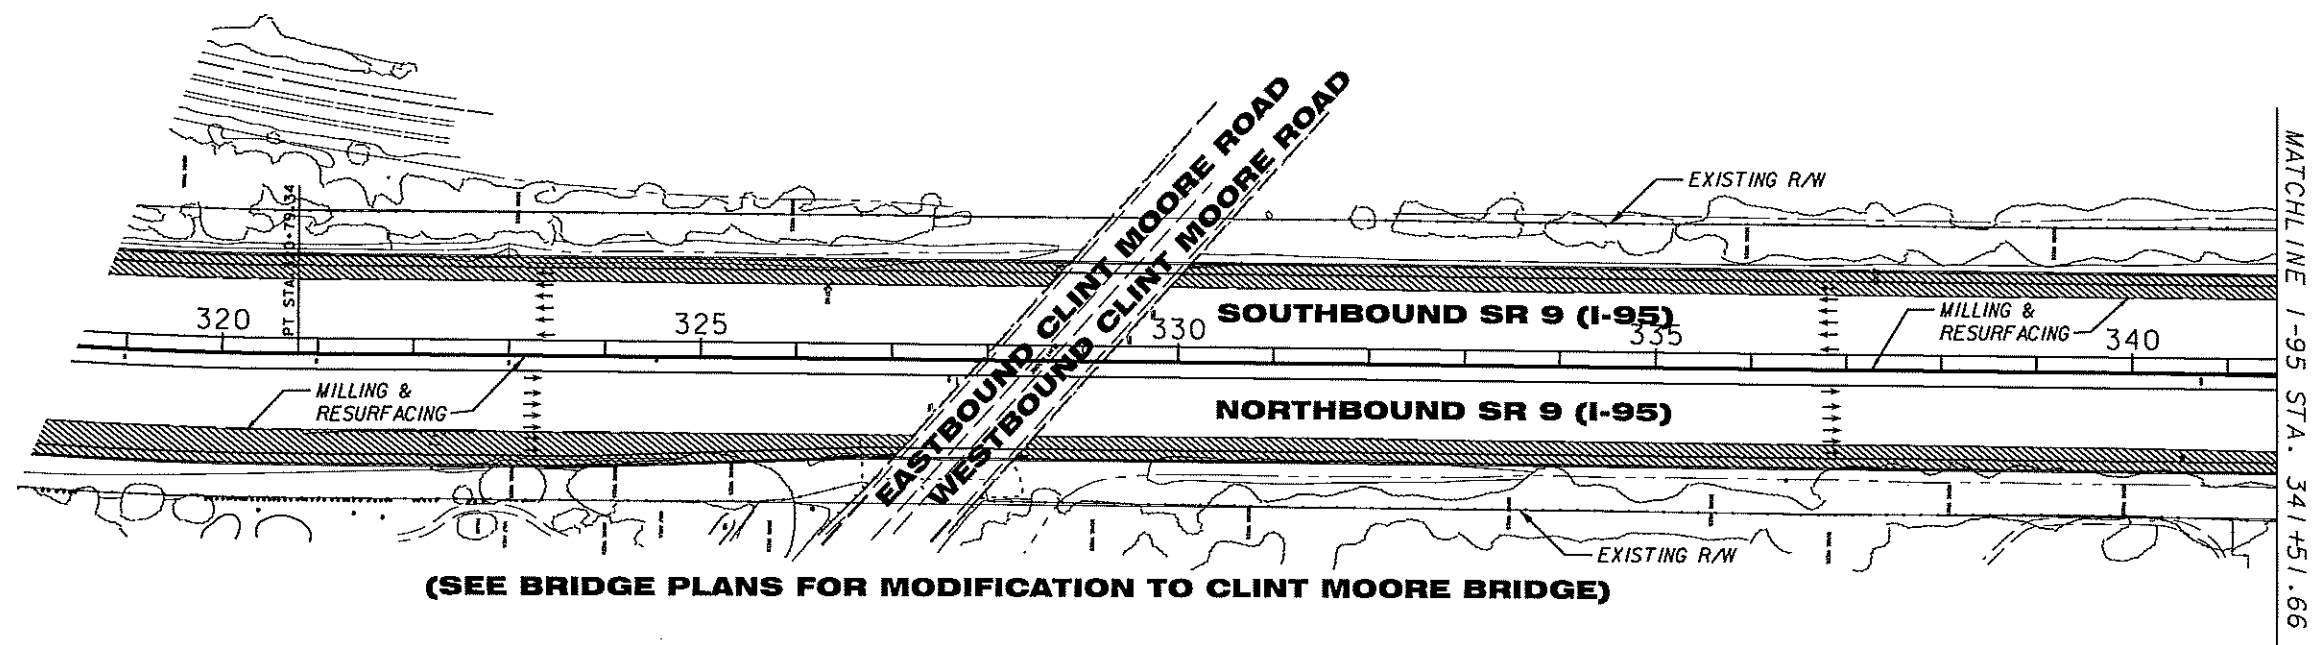 EASTBOUND CLINT MOORE ROAD
WESTBOUND CLINT MOORE ROAD
EXISTING R/W
MATCHLINE I-95 STA. 341+51.66
PT STA.
320
325
330
335
340
SOUTHBOUND SR 9 (I-95)
MILLING &
RESURFACING
MILLING &
RESURFACING
NORTHBOUND SR 9 (I-95)
EXISTING R/W
(SEE BRIDGE PLANS FOR MODIFICATION TO CLINT MOORE BRIDGE)